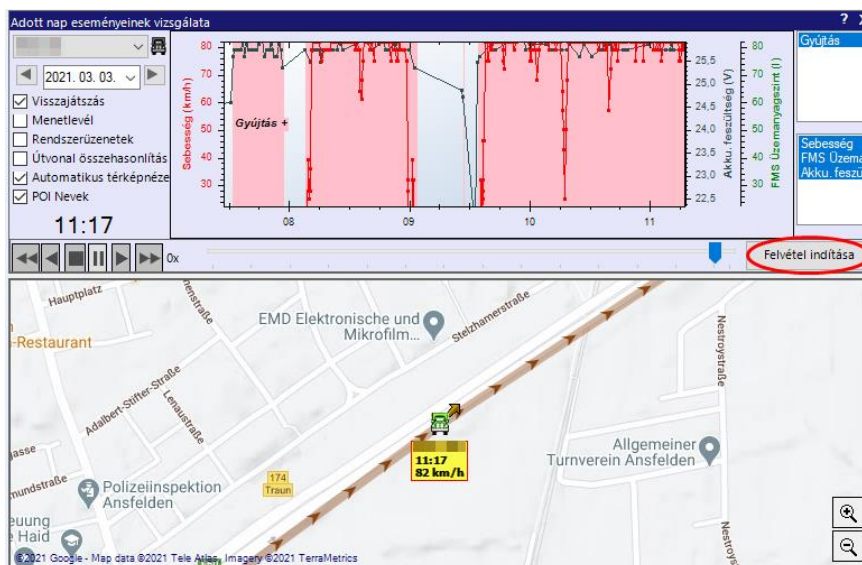 Adott nap eseményeinek vizsgálata
?
2021. 03. 03.
Visszajátszás
Menetlevél
Rendszerüzenetek
Útvonal összehasonlítás
Automatikus térképnéze
POI Nevek
11:17
Sebesség (km/h)
80
70
60
50
40
30
Gyújtás +
08
09
10
11
25,5
25,0
24,5
24,0
23,5
23,0
22,5
Akku. feszültség (V)
80
70
60
50
40
30
FMS Üzemanyagszint (l)
Gyújtás
Sebesség
FMS Üzema
Akku. feszü
0x
Felvétel indítása
Hauptplatz
-Restaurant
EMD Elektronische und
Mikrofilm...
Stelzhamerstraße
Nestroystraße
Adalbert-Stifter-Straße
Lenaustraße
11:17
82 km/h
Allgemeiner
Turnverein Ansfelden
174
Traun
Polizeiinspektion
Ansfelden
Haid
©2021 Google - Map data ©2021 Tele Atlas, Imagery ©2021 TerraMetrics